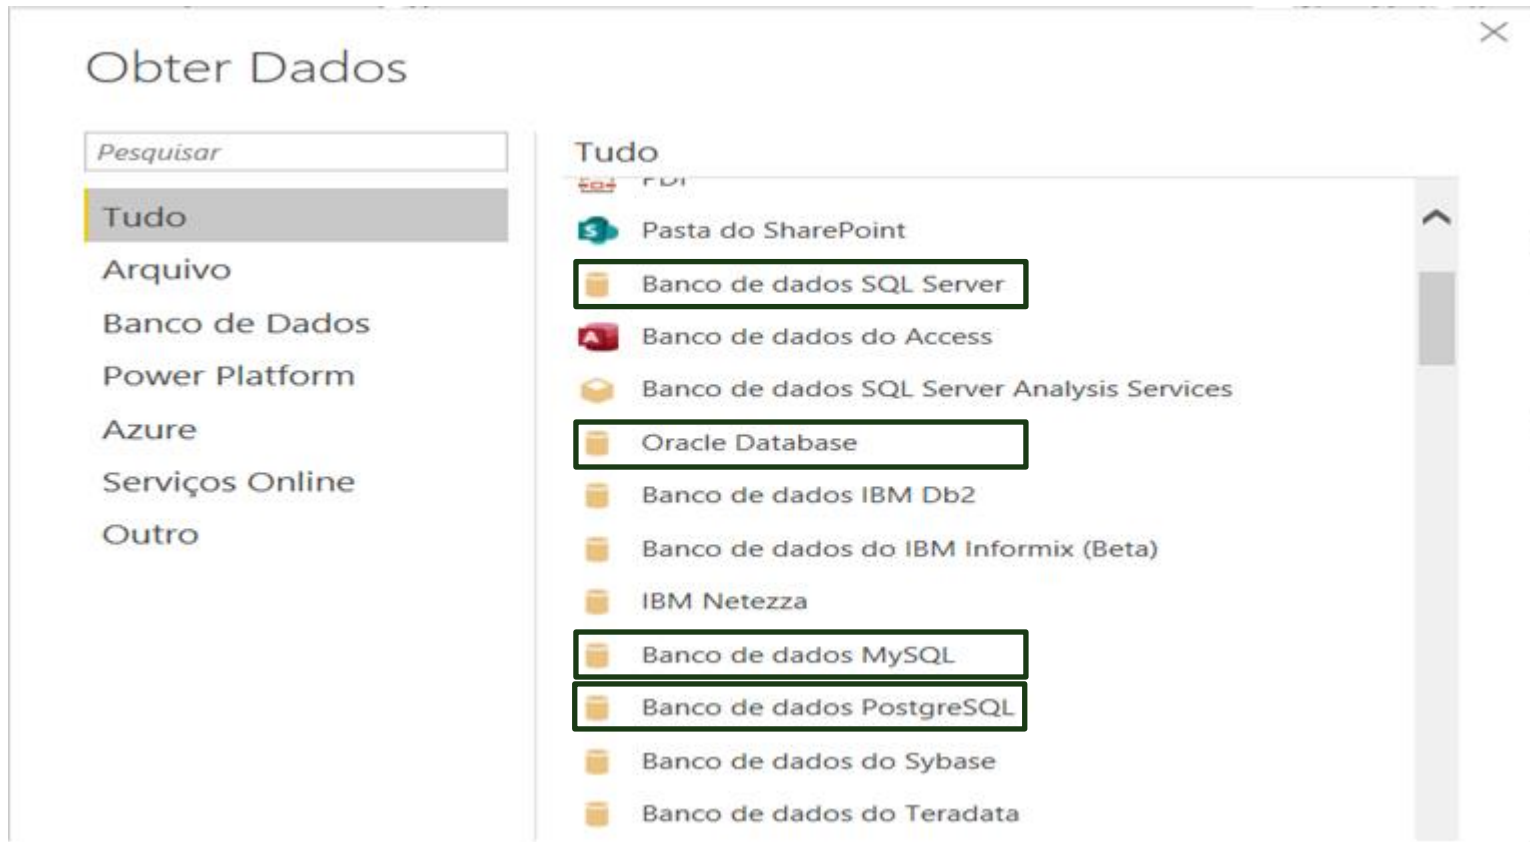 Obter Dados
Pesquisar
Tudo
Arquivo
Banco de Dados
Power Platform
Azure
Serviços Online
Outro
Tudo
PDF
Pasta do SharePoint
Banco de dados SQL Server
Banco de dados do Access
Banco de dados SQL Server Analysis Services
Oracle Database
Banco de dados IBM Db2
Banco de dados do IBM Informix (Beta)
IBM Netezza
Banco de dados MySQL
Banco de dados PostgreSQL
Banco de dados do Sybase
Banco de dados do Teradata